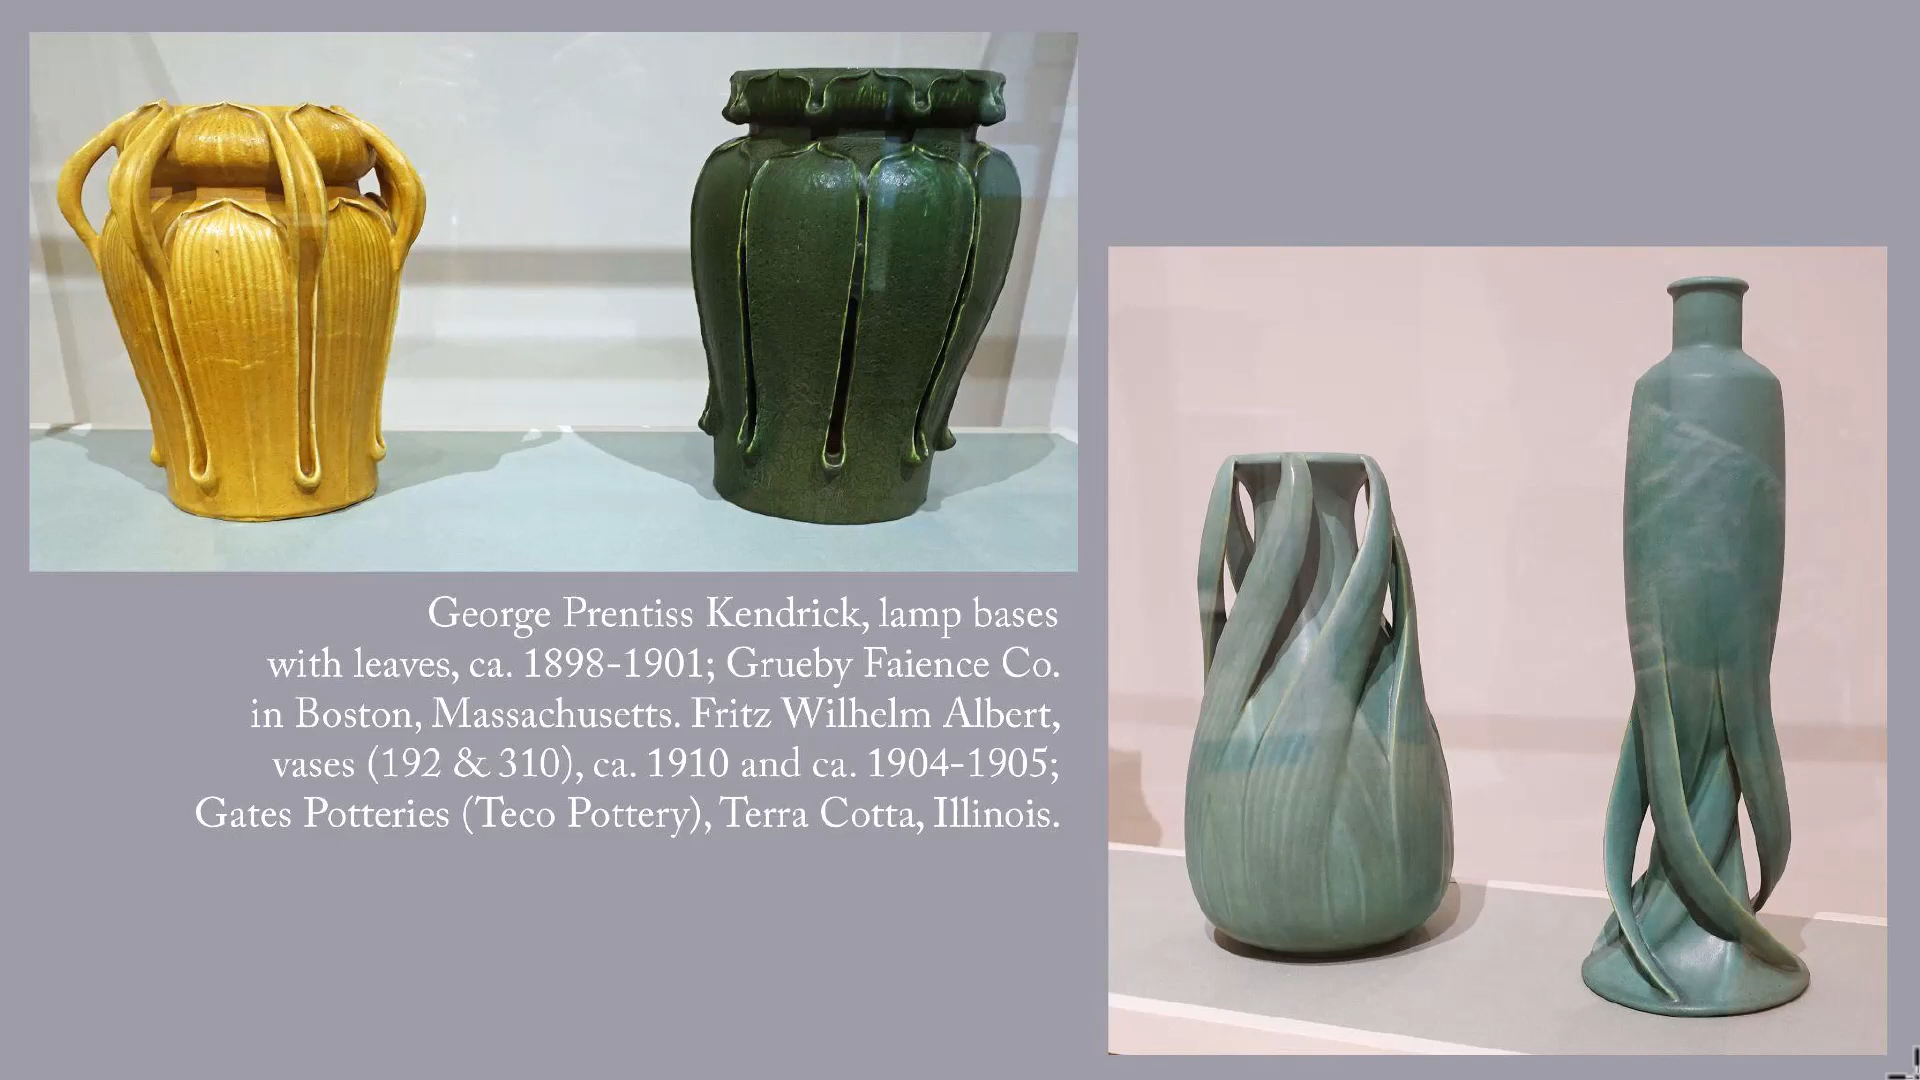 George Prentiss Kendrick, lamp bases
with leaves, ca. 1898-1901; Grueby Faience Co.
in Boston, Massachusetts. Fritz Wilhelm Albert,
vases (192 & 310), ca. 1910 and ca. 1904-1905;
Gates Potteries (Teco Pottery), Terra Cotta, Illinois.